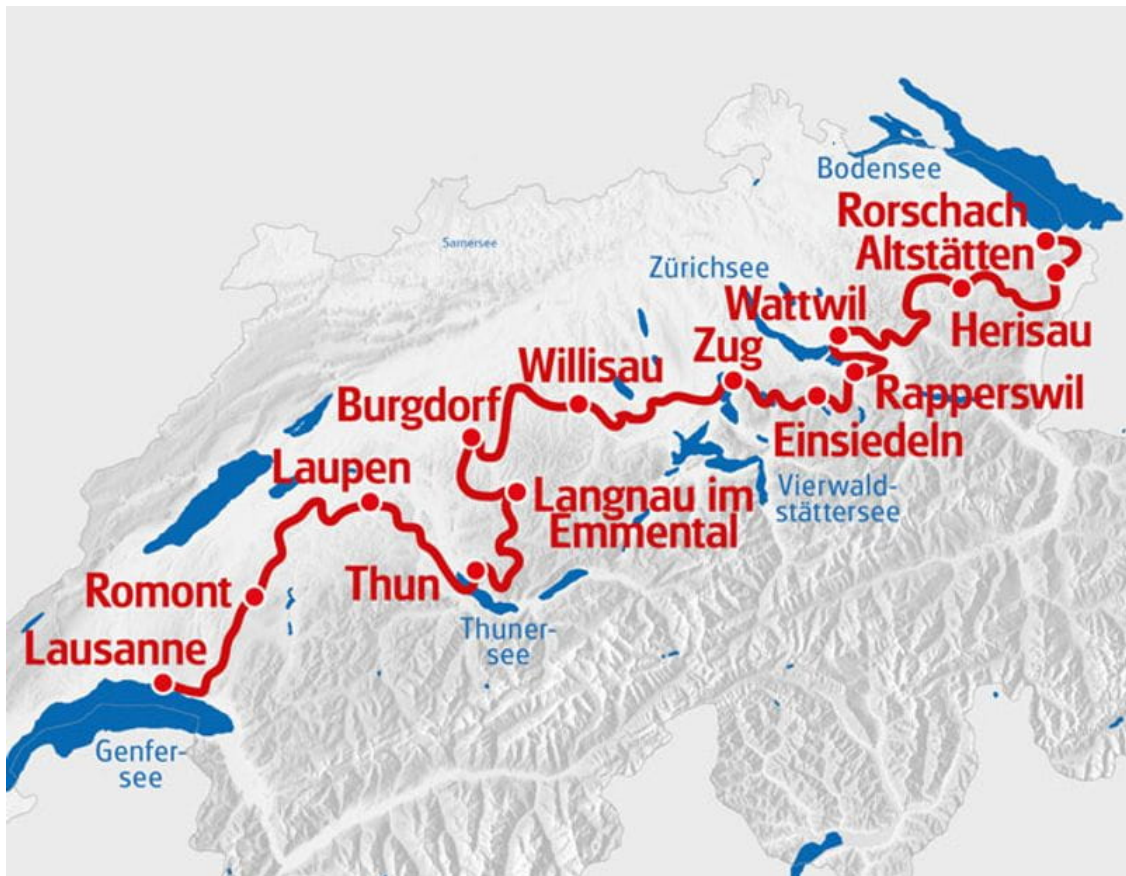 Bodensee
Rorschach
Altstätten
Samersee
Zürichsee
Wattwil
Herisau
Zug
Willisau
Rapperswil
Burgdorf
Einsiedeln
Laupen
Langnau im
Emmental
Vierwald-
stättersee
Thun
Romont
Thuner-
see
Lausanne
Genfer-
see